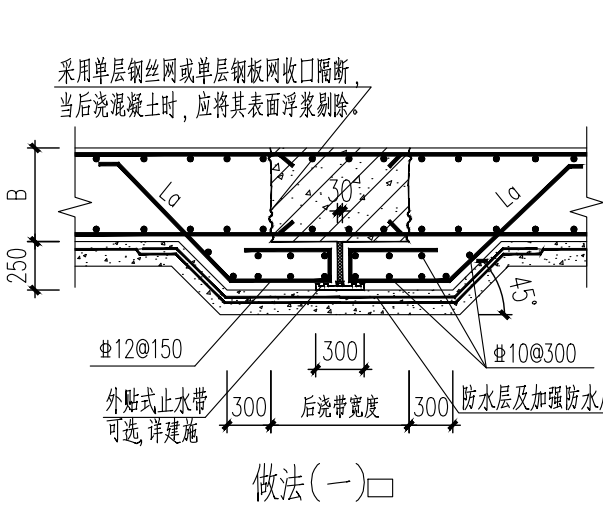 采用单层钢丝网或单层钢板网收口隔断,
当后浇混凝土时,应将其表面浮浆剔除。
B
La
30
La
250
45°
Φ12@150
300
Φ10@300
外贴式止水带
可选,详建施
300
后浇带宽度
300
防水层及加强防水
做法(一)□